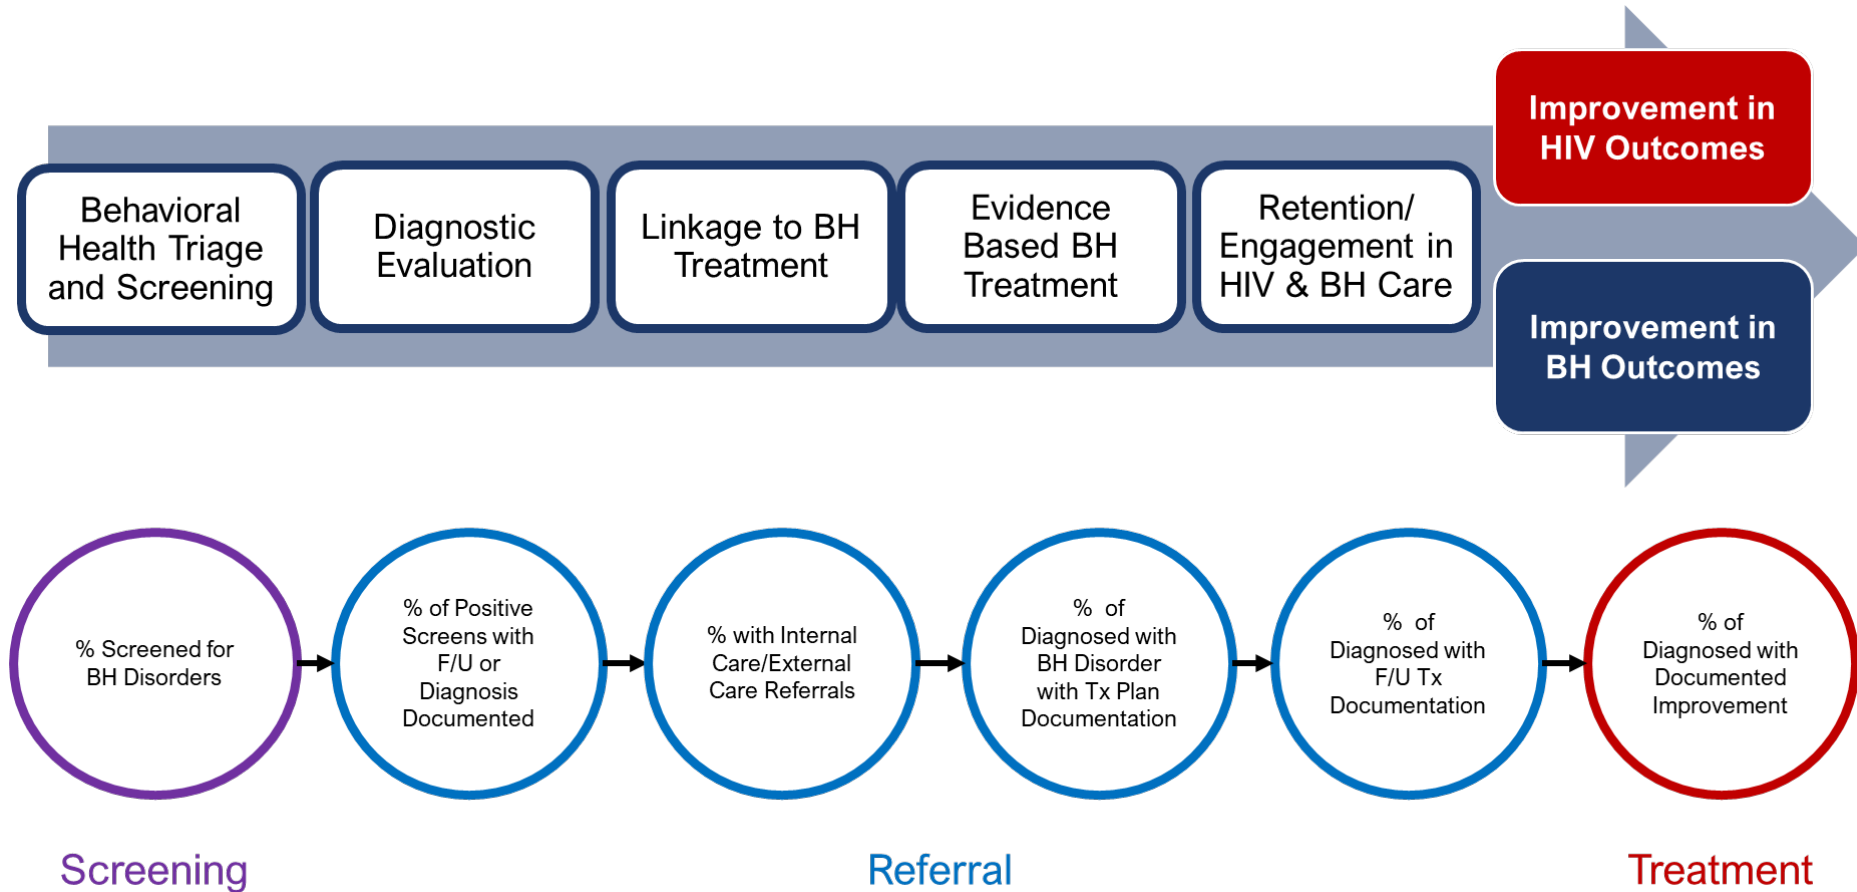 Improvement in
HIV Outcomes
Behavioral
Health Triage
and Screening
Diagnostic
Evaluation
Linkage to BH
Treatment
Evidence
Based BH
Treatment
Retention/
Engagement in
HIV & BH Care
Improvement in
BH Outcomes
% Screened for
BH Disorders
% of Positive
Screens with
F/U or
Diagnosis
Documented
% with Internal
Care/External
Care Referrals
% of
Diagnosed with
BH Disorder
with Tx Plan
Documentation
% of
Diagnosed with
F/U Tx
Documentation
% of
Diagnosed with
Documented
Improvement
Screening
Referral
Treatment